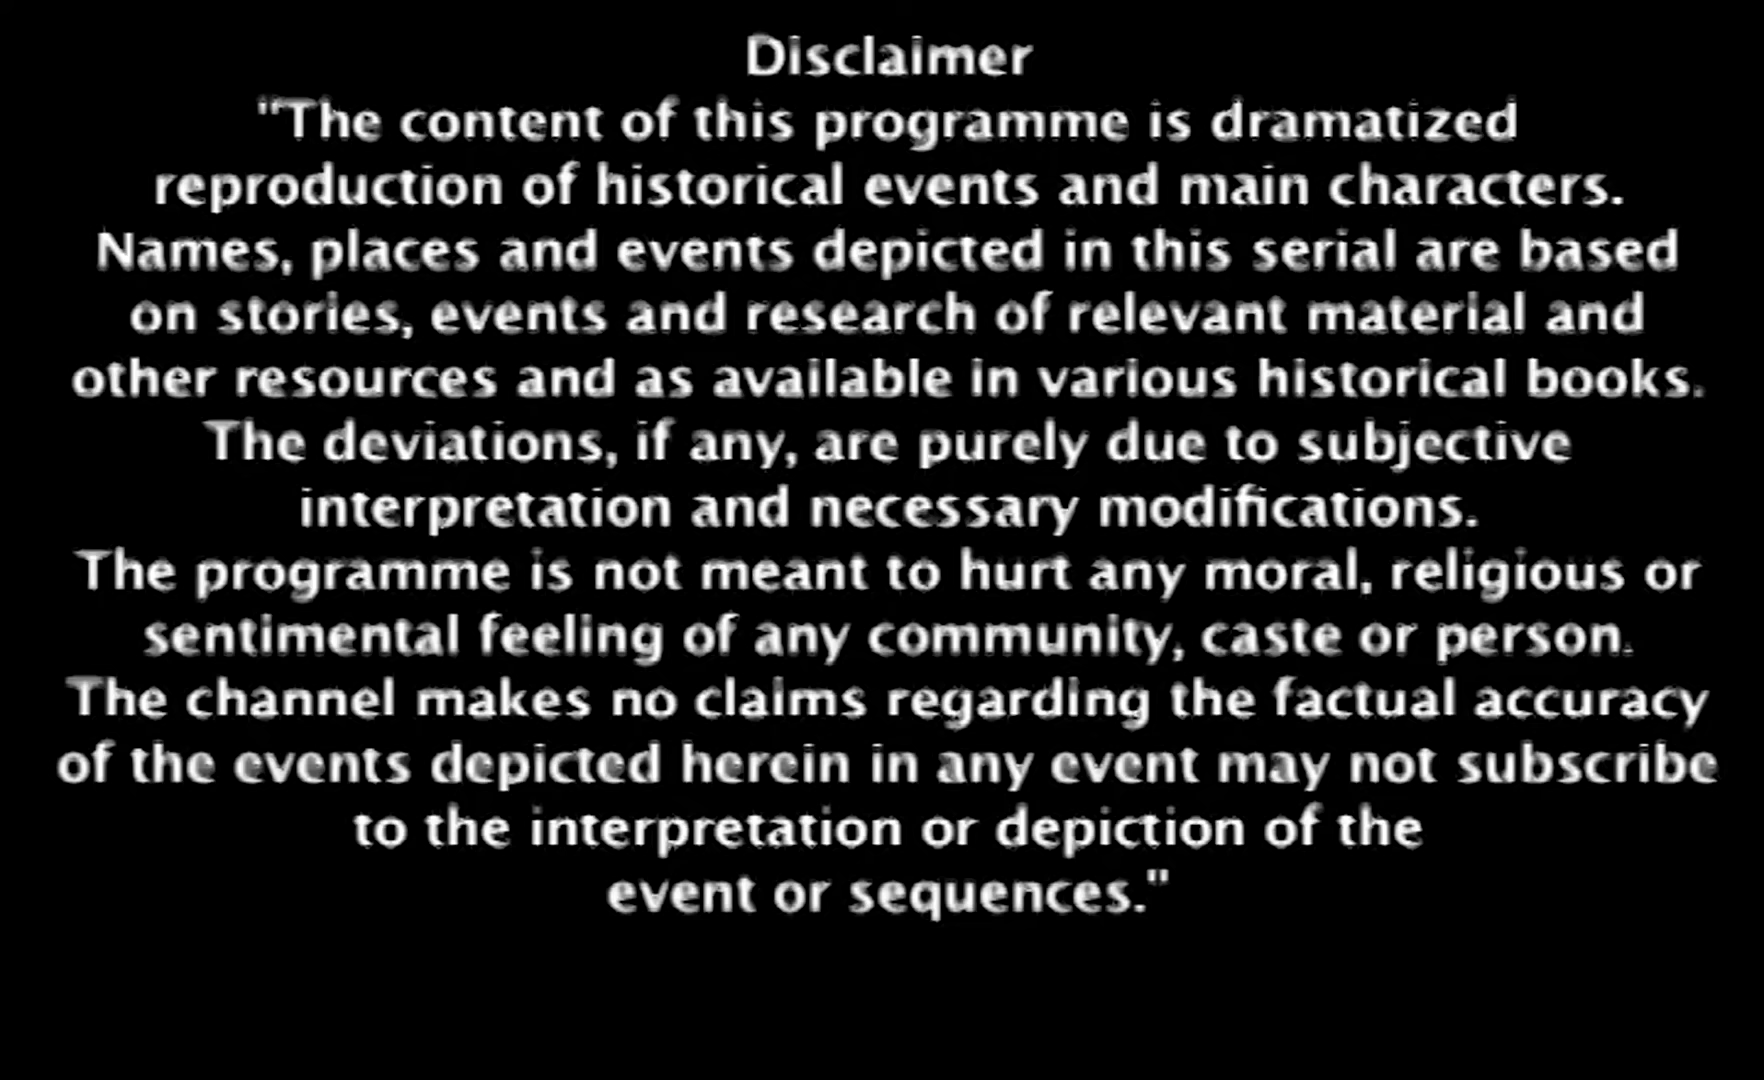 Disclaimer
"The content of this programme is dramatized
reproduction of historical events and main characters.
Names, places and events depicted in this serial are based
on stories, events and research of relevant material and
other resources and as available in various historical books.
The deviations, if any, are purely due to subjective
interpretation and necessary modifications.
The programme is not meant to hurt any moral, religious or
sentimental feeling of any community, caste or person.
The channel makes no claims regarding the factual accuracy
of the events depicted herein in any event may not subscribe
to the interpretation or depiction of the
event or sequences."